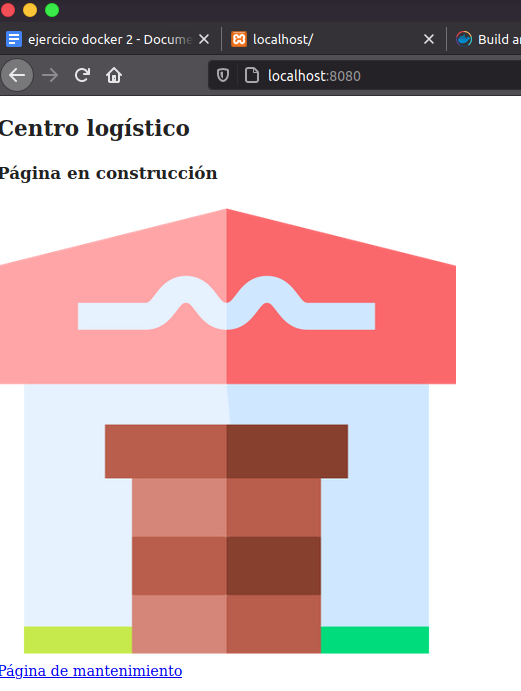 ejercicio docker 2 - Docume
localhost/
Build a
localhost:8080
Centro logístico
Página en construcción
Página de mantenimiento